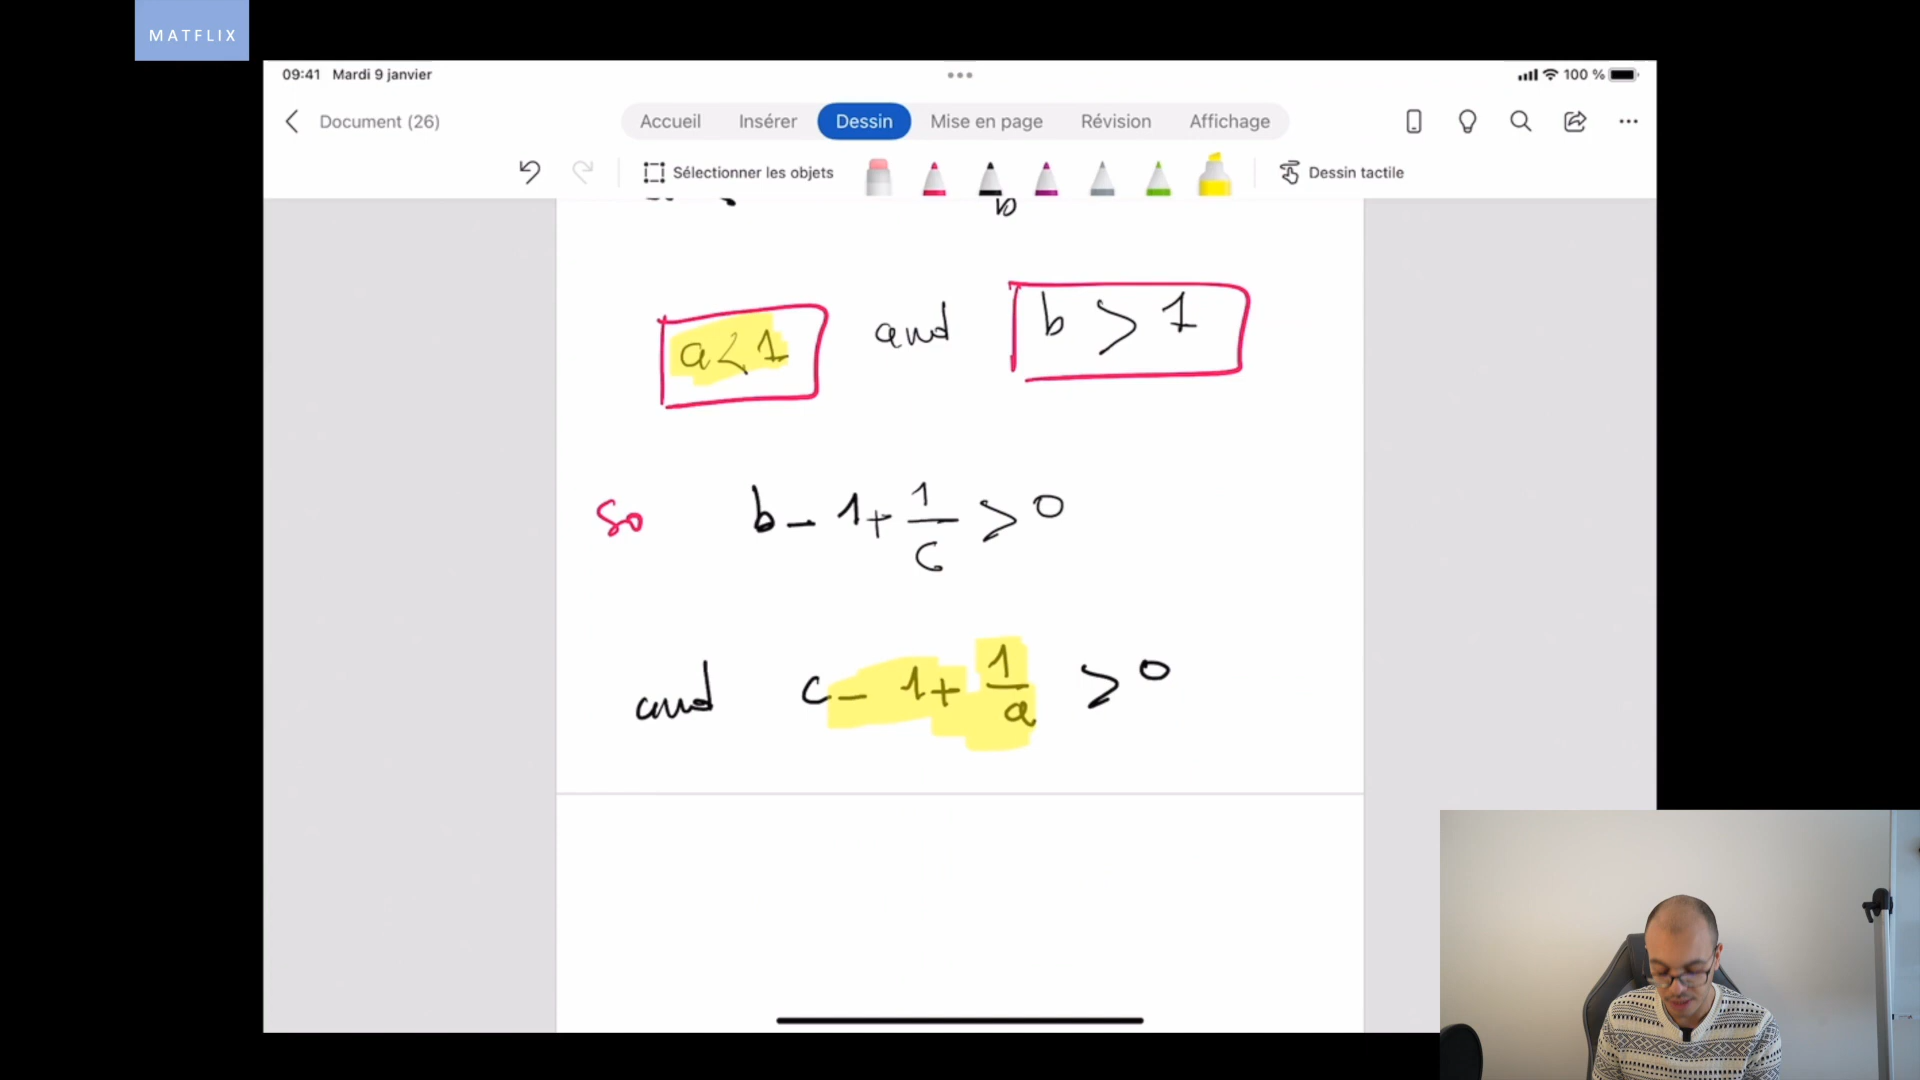 MATFLIX
09:41 Mardi 9 janvier
100 %
Document (26)
Accueil Insérer Dessin Mise en page Révision Affichage
Sélectionner les objets
Dessin tactile
b
a < 1 and b > 1
So b - 1 + 1/c > 0
and c - 1 + 1/a > 0